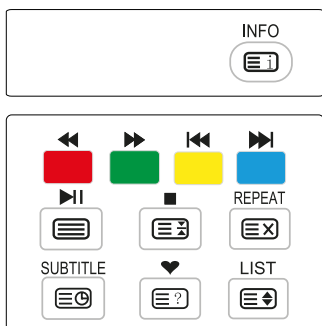 INFO
i
REPEAT
X
SUBTITLE
LIST
?